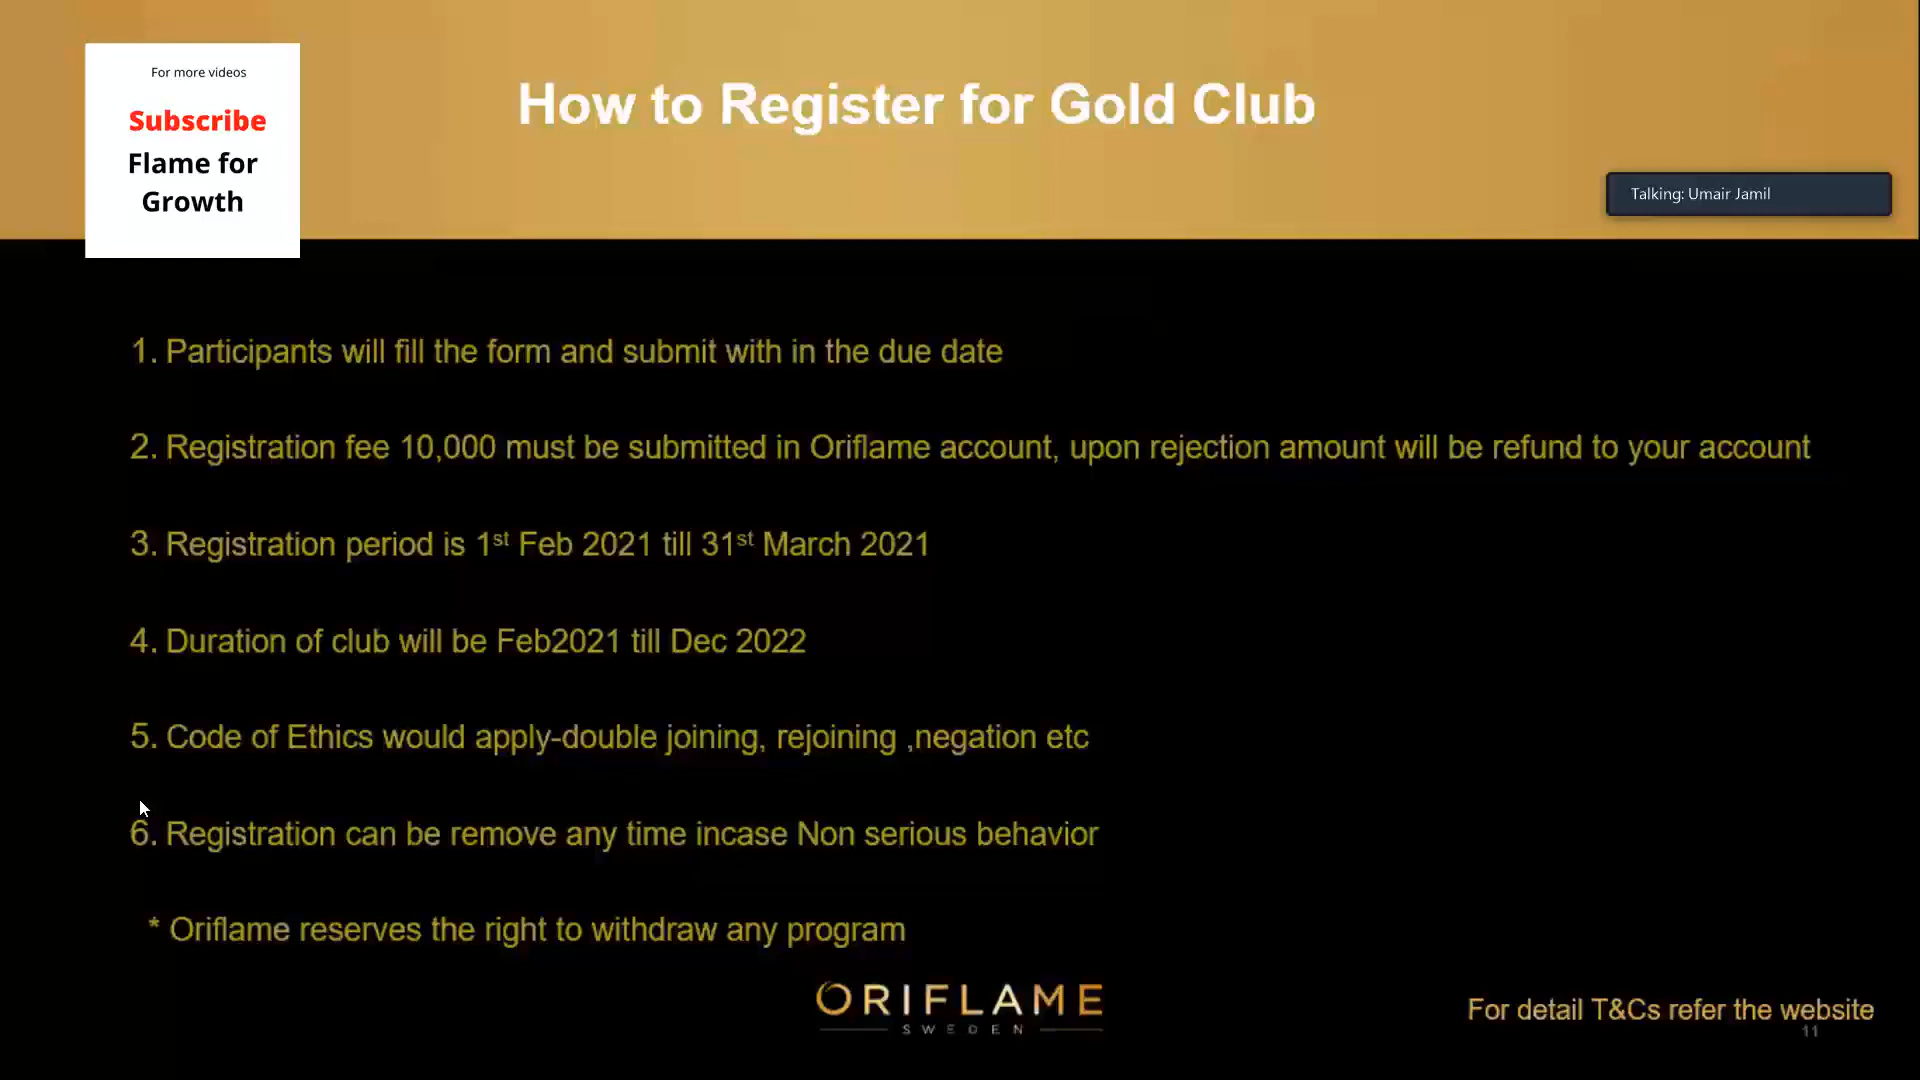 For more videos
Subscribe
Flame for
Growth
How to Register for Gold Club
Talking: Umair Jamil
1. Participants will fill the form and submit with in the due date
2. Registration fee 10,000 must be submitted in Oriflame account, upon rejection amount will be refund to your account
3. Registration period is 1st Feb 2021 till 31st March 2021
4. Duration of club will be Feb2021 till Dec 2022
5. Code of Ethics would apply-double joining, rejoining ,negation etc
6. Registration can be remove any time incase Non serious behavior
* Oriflame reserves the right to withdraw any program
ORIFLAME
SWEDEN
For detail T&Cs refer the website
11